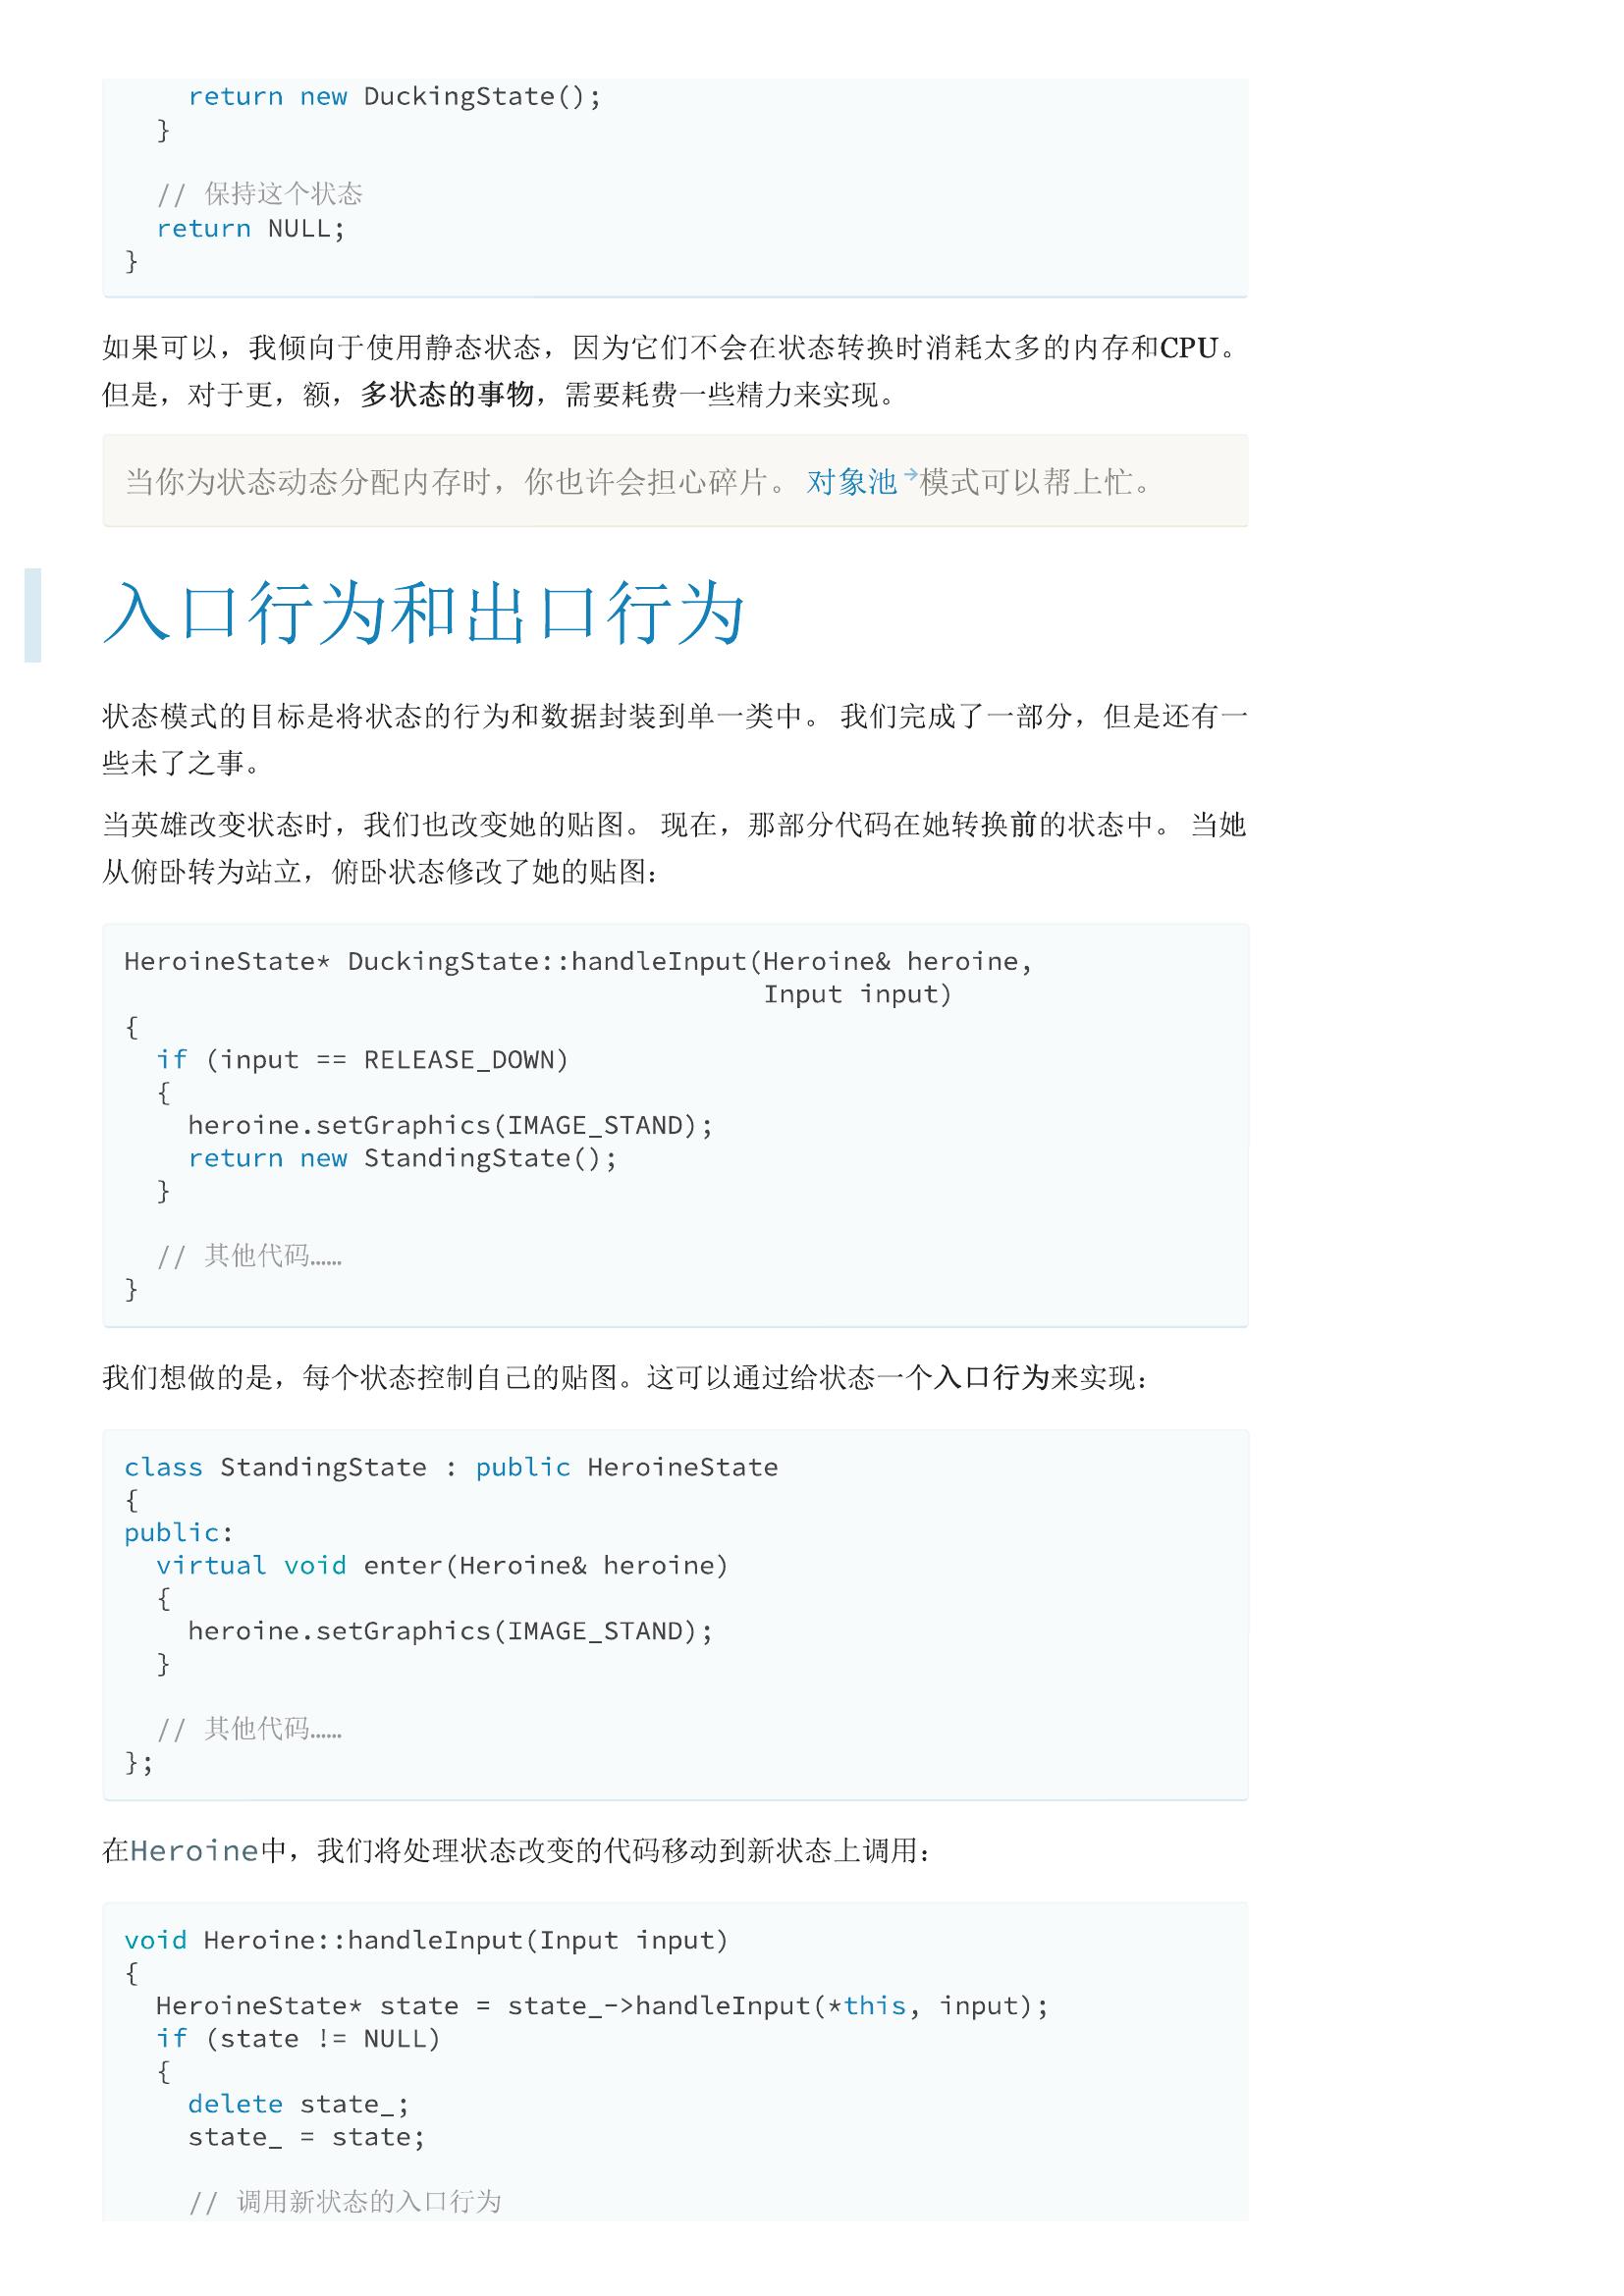 return new DuckingState();
  }

  // 保持这个状态
  return NULL;
}
如果可以，我倾向于使用静态状态，因为它们不会在状态转换时消耗太多的内存和CPU。
但是，对于更，额，多状态的事物，需要耗费一些精力来实现。
当你为状态动态分配内存时，你也许会担心碎片。 对象池→模式可以帮上忙。
入口行为和出口行为
状态模式的目标是将状态的行为和数据封装到单一类中。 我们完成了一部分，但是还有一
些未了之事。
当英雄改变状态时，我们也改变她的贴图。 现在，那部分代码在她转换前的状态中。 当她
从俯卧转为站立，俯卧状态修改了她的贴图：
HeroineState* DuckingState::handleInput(Heroine& heroine,
                                        Input input)
{
  if (input == RELEASE_DOWN)
  {
    heroine.setGraphics(IMAGE_STAND);
    return new StandingState();
  }

  // 其他代码……
}
我们想做的是，每个状态控制自己的贴图。这可以通过给状态一个入口行为来实现：
class StandingState : public HeroineState
{
public:
  virtual void enter(Heroine& heroine)
  {
    heroine.setGraphics(IMAGE_STAND);
  }

  // 其他代码……
};
在Heroine中，我们将处理状态改变的代码移动到新状态上调用：
void Heroine::handleInput(Input input)
{
  HeroineState* state = state_->handleInput(*this, input);
  if (state != NULL)
  {
    delete state_;
    state_ = state;

    // 调用新状态的入口行为